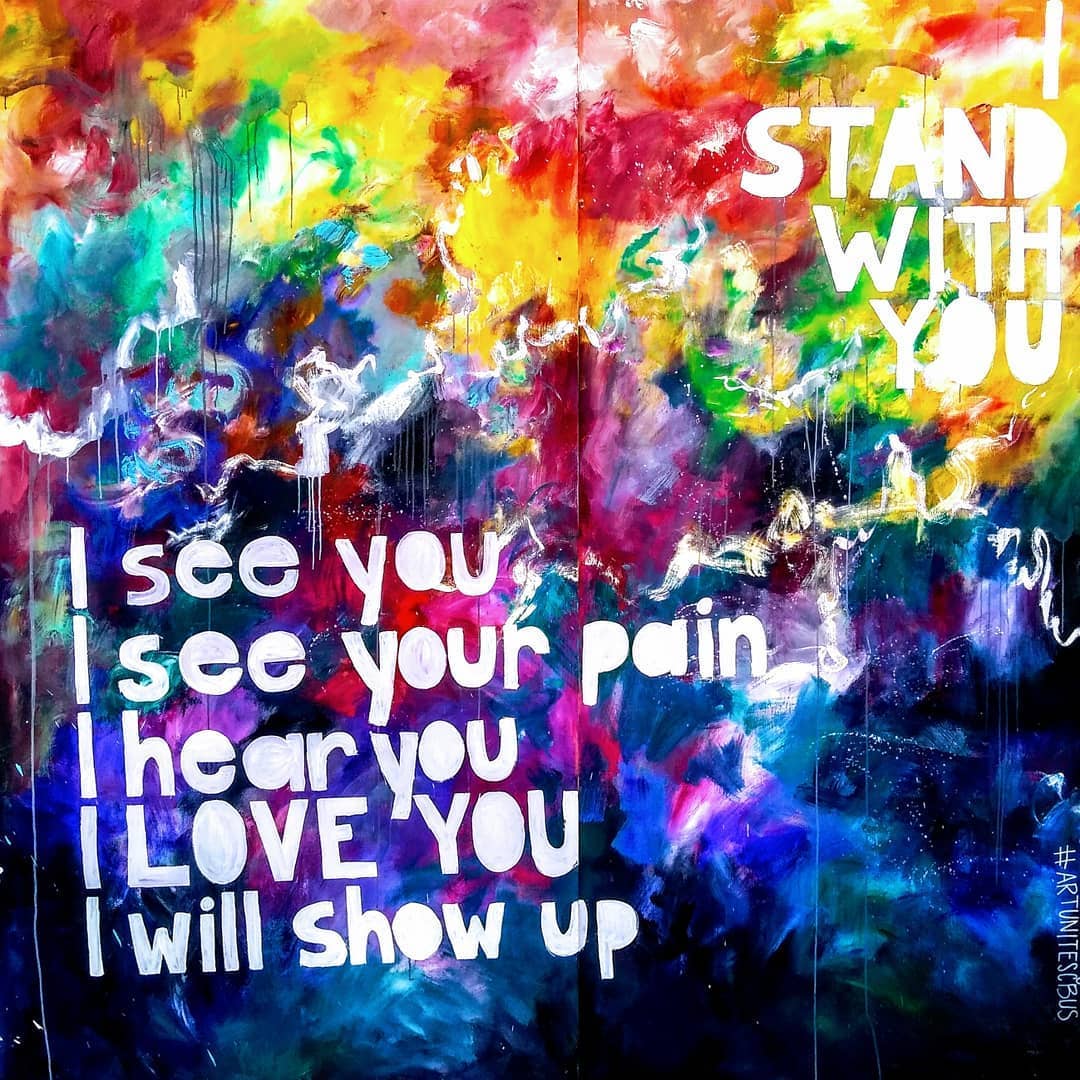 I
STAND
WITH
YOU
I see you
I see your pain
I hear you
I LOVE YOU
I will show up
#ARTUNITESCBUS